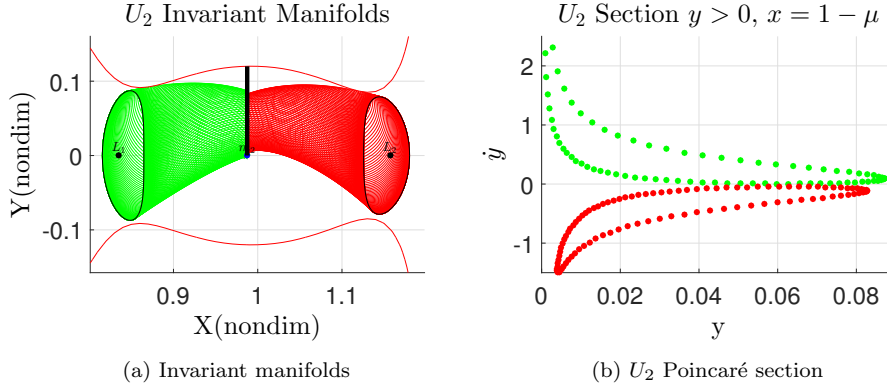 U₂ Invariant Manifolds
0.1
0
-0.1
Y(nondim)
L₁
L₂
0.9
1
1.1
X(nondim)
(a) Invariant manifolds
U₂ Section y > 0, x = 1 − μ
2
1
0
-1
ẏ
0
0.02
0.04
0.06
0.08
y
(b) U₂ Poincaré section